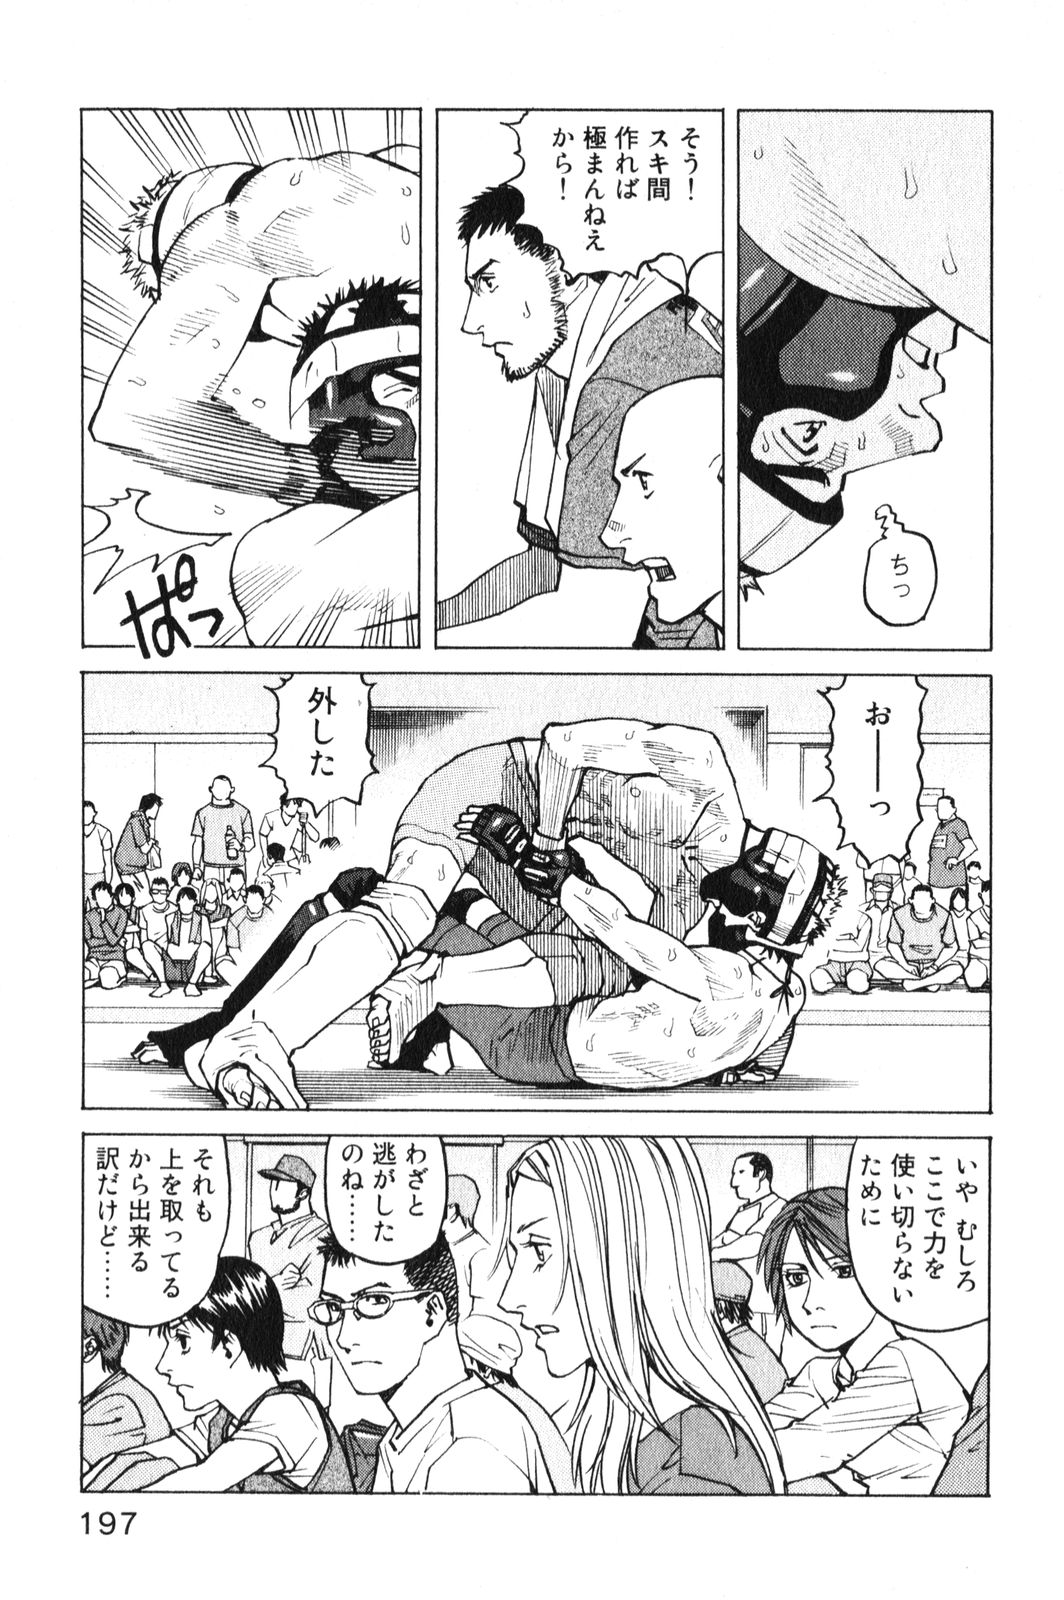 ちっ
そう！
スキ間
作れば
極まんねえ
から！
ぱっ
おーーっ
外した
いや むしろ
ここで力を
使い切らない
ために
わざと
逃がした
のね……
それも
上を取ってる
から出来る
訳だけど……
197